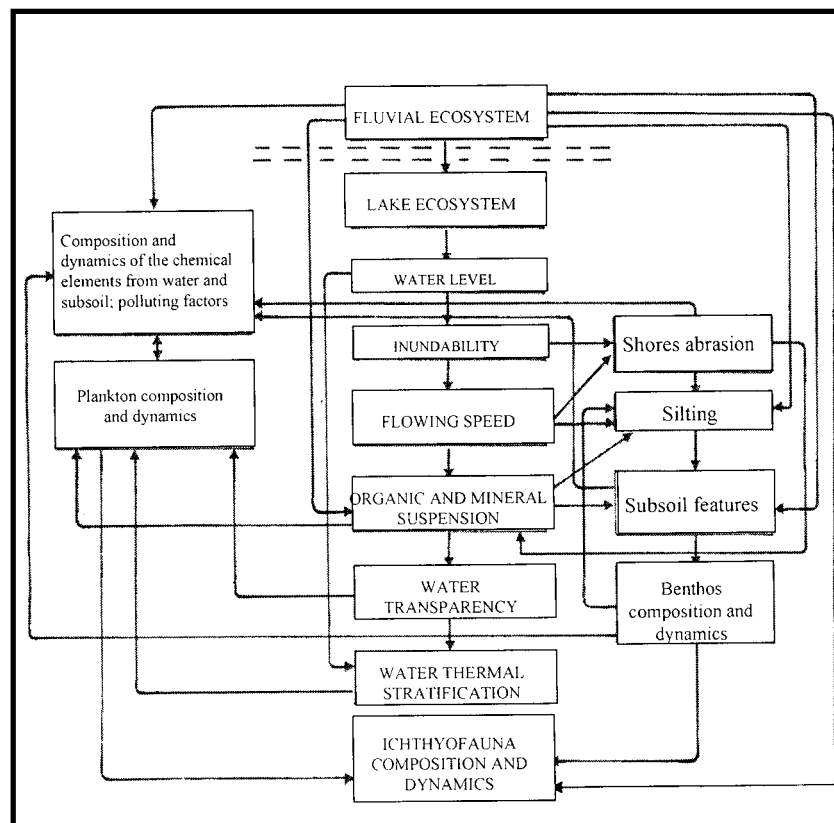 FLUVIAL ECOSYSTEM
LAKE ECOSYSTEM
Composition and
dynamics of the chemical
elements from water and
subsoil; polluting factors
WATER LEVEL
INUNDABILITY
Shores abrasion
Plankton composition
and dynamics
FLOWING SPEED
Silting
ORGANIC AND MINERAL
SUSPENSION
Subsoil features
WATER
TRANSPARENCY
Benthos
composition and
dynamics
WATER THERMAL
STRATIFICATION
ICHTHYOFAUNA
COMPOSITION AND
DYNAMICS